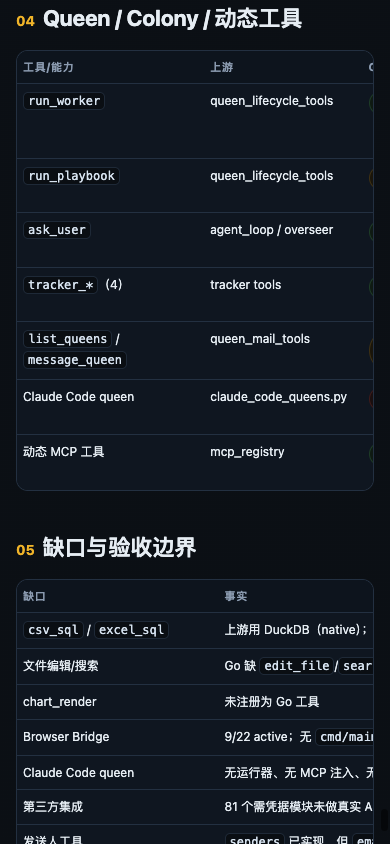 04 Queen / Colony / 动态工具
工具/能力 上游
run_worker queen_lifecycle_tools
run_playbook queen_lifecycle_tools
ask_user agent_loop / overseer
tracker_* (4) tracker tools
list_queens / queen_mail_tools
message_queen
Claude Code queen claude_code_queens.py
动态 MCP 工具 mcp_registry
05 缺口与验收边界
缺口 事实
csv_sql / excel_sql 上游用 DuckDB（native）；
文件编辑/搜索 Go 缺 edit_file / sear
chart_render 未注册为 Go 工具
Browser Bridge 9/22 active；无 cmd/main
Claude Code queen 无运行器、无 MCP 注入、
第三方集成 81 个需凭据模块未做真实 A
发送人工具 senders 已实现，但